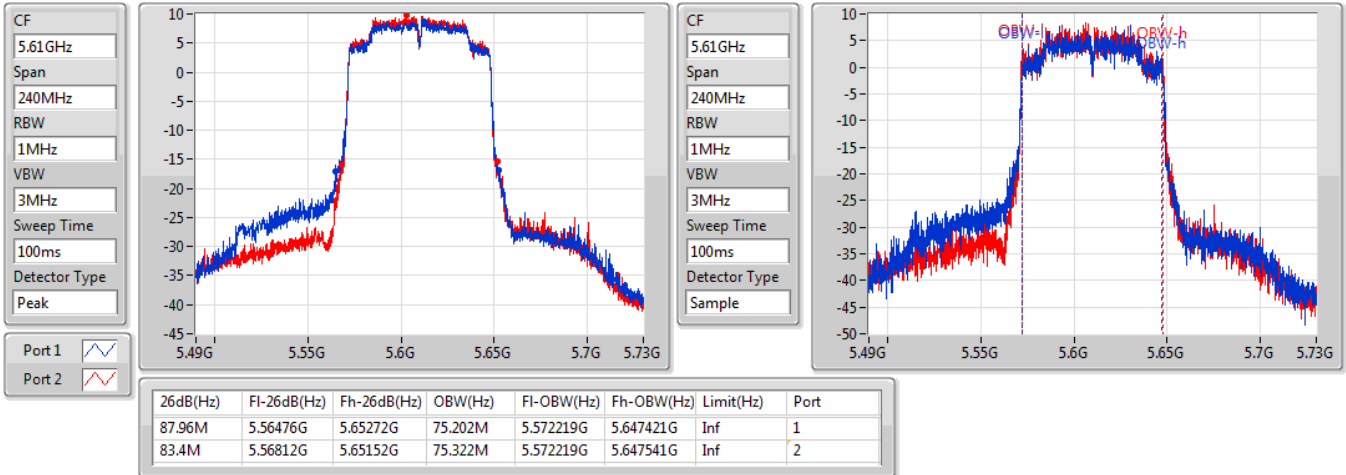 CF
5.61GHz
Span
240MHz
RBW
1MHz
VBW
3MHz
Sweep Time
100ms
Detector Type
Peak
Port 1
Port 2
10
5
0
-5
-10
-15
-20
-25
-30
-35
-40
-45
5.49G 5.55G 5.6G 5.65G 5.7G 5.73G
CF
5.61GHz
Span
240MHz
RBW
1MHz
VBW
3MHz
Sweep Time
100ms
Detector Type
Sample
10
5
0
-5
-10
-15
-20
-25
-30
-35
-40
-45
-50
OBW-h
OBW-h
5.49G 5.55G 5.6G 5.65G 5.7G 5.73G
26dB(Hz) Fl-26dB(Hz) Fh-26dB(Hz) OBW(Hz) Fl-OBW(Hz) Fh-OBW(Hz) Limit(Hz) Port
87.96M 5.56476G 5.65272G 75.202M 5.572219G 5.647421G Inf 1
83.4M 5.56812G 5.65152G 75.322M 5.572219G 5.647541G Inf 2